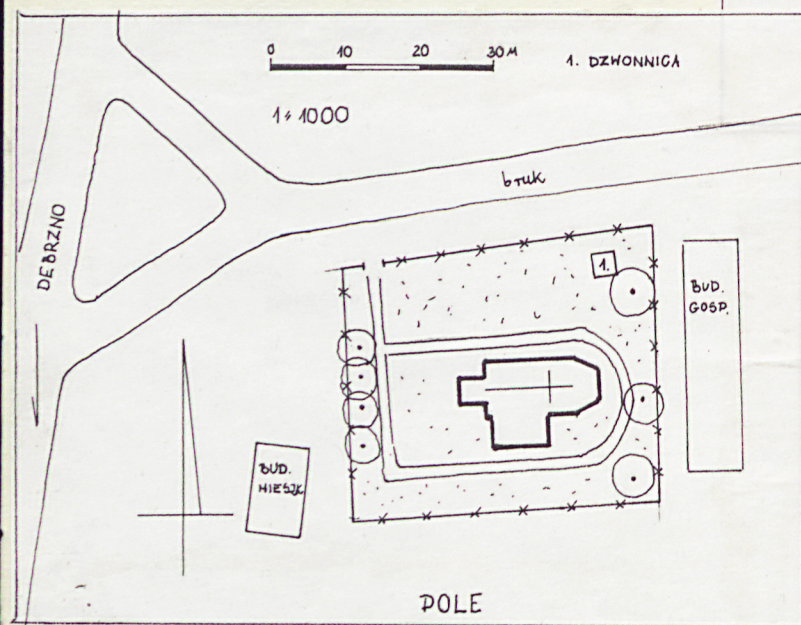 0 10 20 30 M
1. DZWONNICA
1÷1000
bruk
DEBRZNO
1.
BUD.
GOSP.
BUD.
MIESZK
POLE